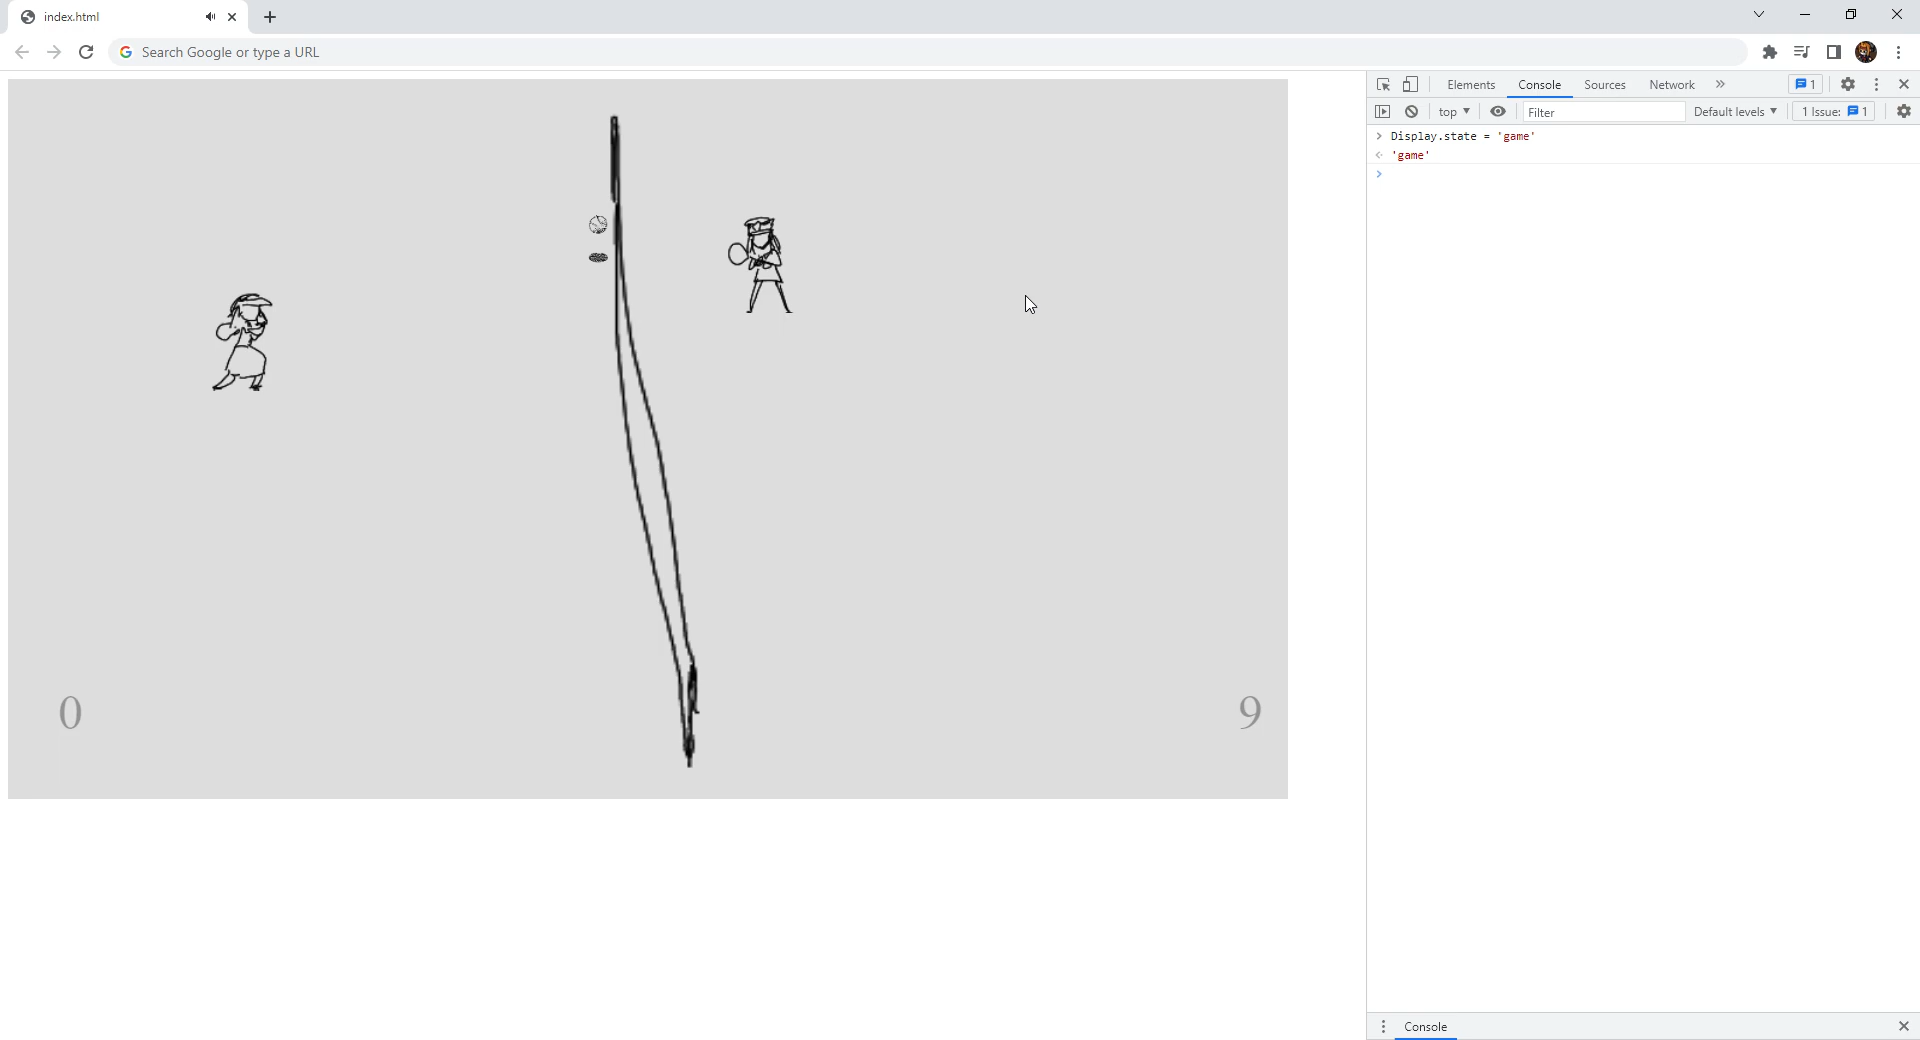 index.html
Search Google or type a URL
Elements
Console
Sources
Network
1
top
Filter
Default levels
1 Issue: 1
Display.state = 'game'
'game'
0
9
Console